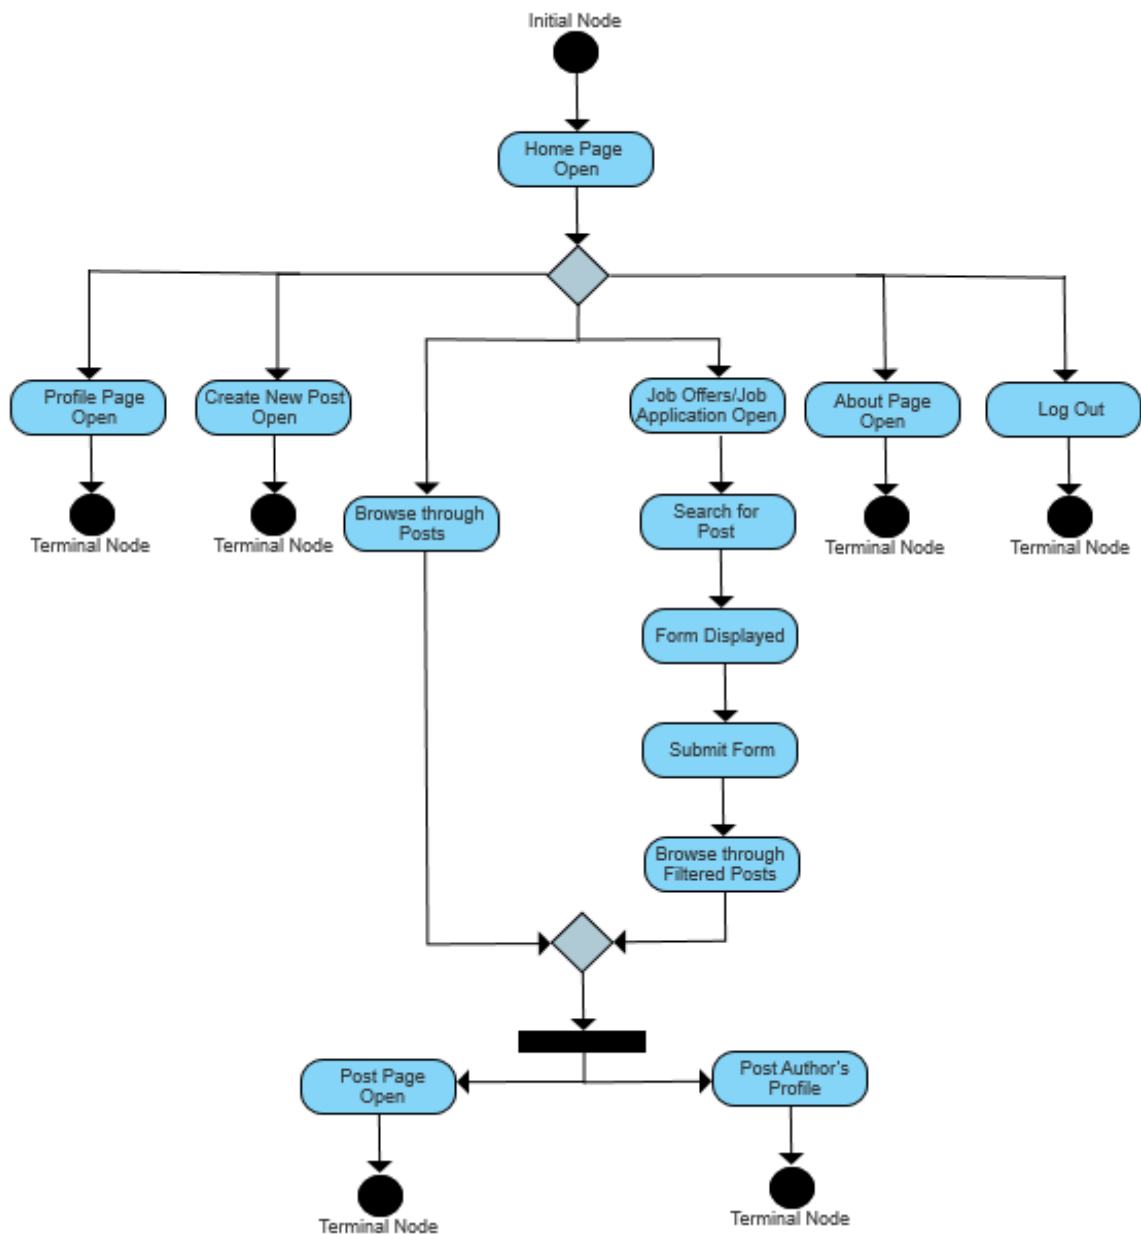 Initial Node
Home Page
Open
Profile Page
Open
Create New Post
Open
Job Offers/Job
Application Open
About Page
Open
Log Out
Terminal Node
Terminal Node
Browse through
Posts
Search for
Post
Terminal Node
Terminal Node
Form Displayed
Submit Form
Browse through
Filtered Posts
Post Page
Open
Post Author's
Profile
Terminal Node
Terminal Node